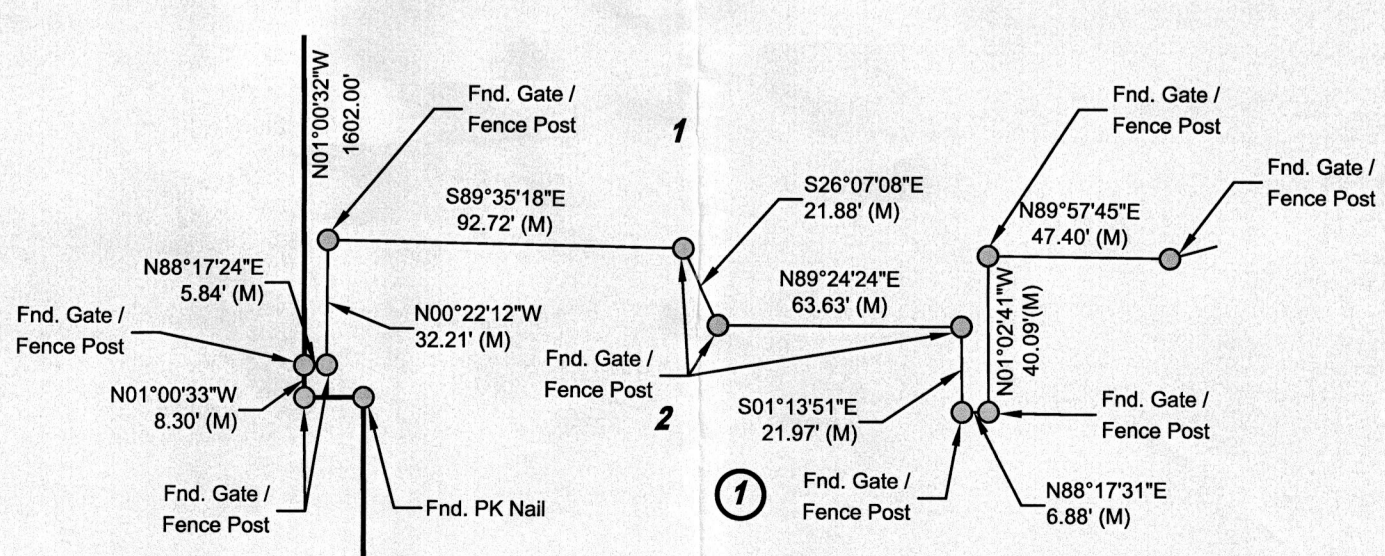 N01°00'32"W
1602.00'
Fnd. Gate /
Fence Post
1
S89°35'18"E
92.72' (M)
S26°07'08"E
21.88' (M)
Fnd. Gate /
Fence Post
Fnd. Gate /
Fence Post
N89°57'45"E
47.40' (M)
N88°17'24"E
5.84' (M)
Fnd. Gate /
Fence Post
N00°22'12"W
32.21' (M)
N89°24'24"E
63.63' (M)
N01°02'41"W
40.09'(M)
Fnd. Gate /
Fence Post
N01°00'33"W
8.30' (M)
2
S01°13'51"E
21.97' (M)
Fnd. Gate /
Fence Post
Fnd. Gate /
Fence Post
Fnd. PK Nail
1
Fnd. Gate /
Fence Post
N88°17'31"E
6.88' (M)